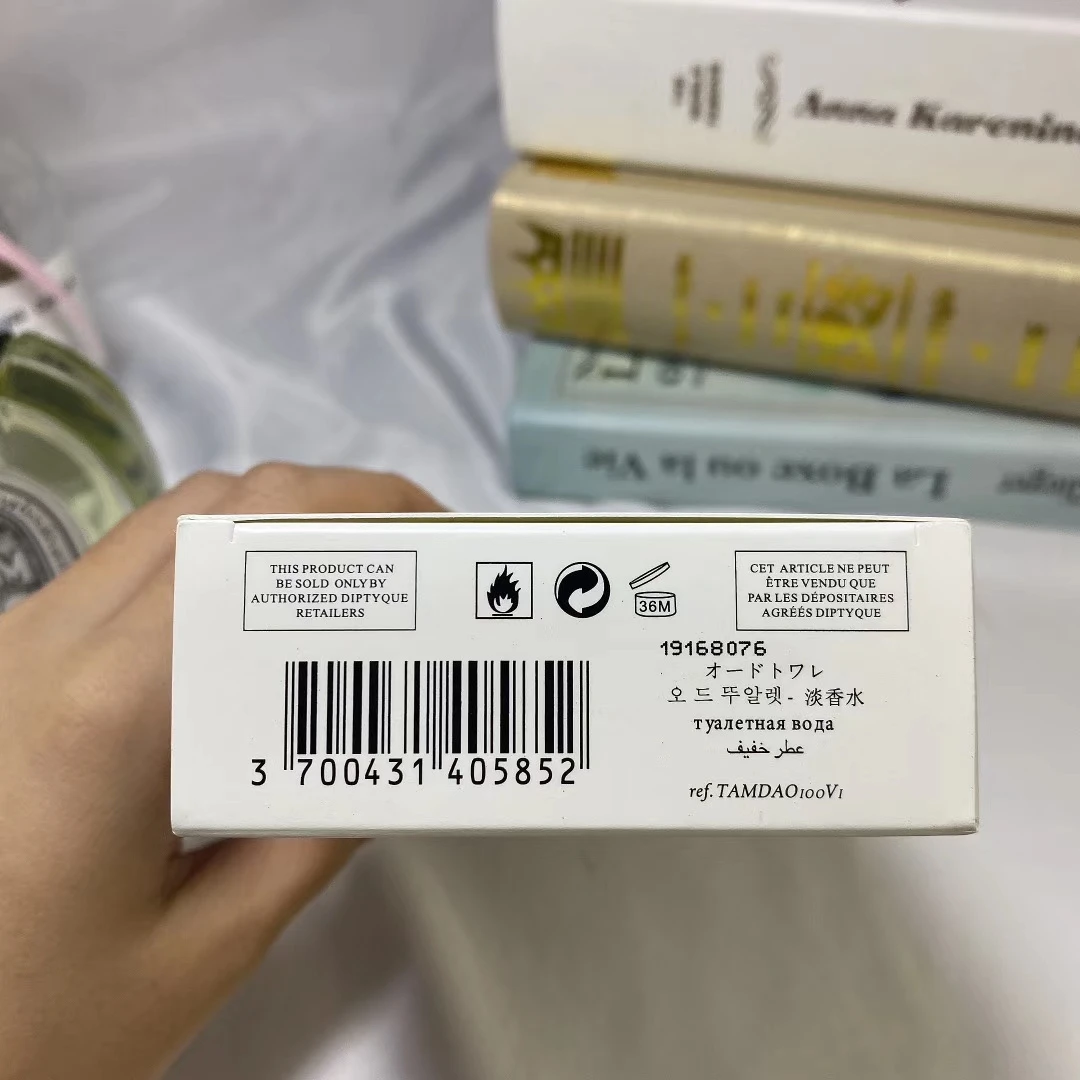 Anna Karenina
La Boxe ou la Vie
THIS PRODUCT CAN
BE SOLD ONLY BY
AUTHORIZED DIPTYQUE
RETAILERS
36M
CET ARTICLE NE PEUT
ÊTRE VENDU QUE
PAR LES DÉPOSITAIRES
AGRÉÉS DIPTYQUE
19168076
オードトワレ
오 드 뚜알렛 - 淡香水
туалетная вода
عطر خفيف
3 700431 405852
ref. TAMDAO100V1